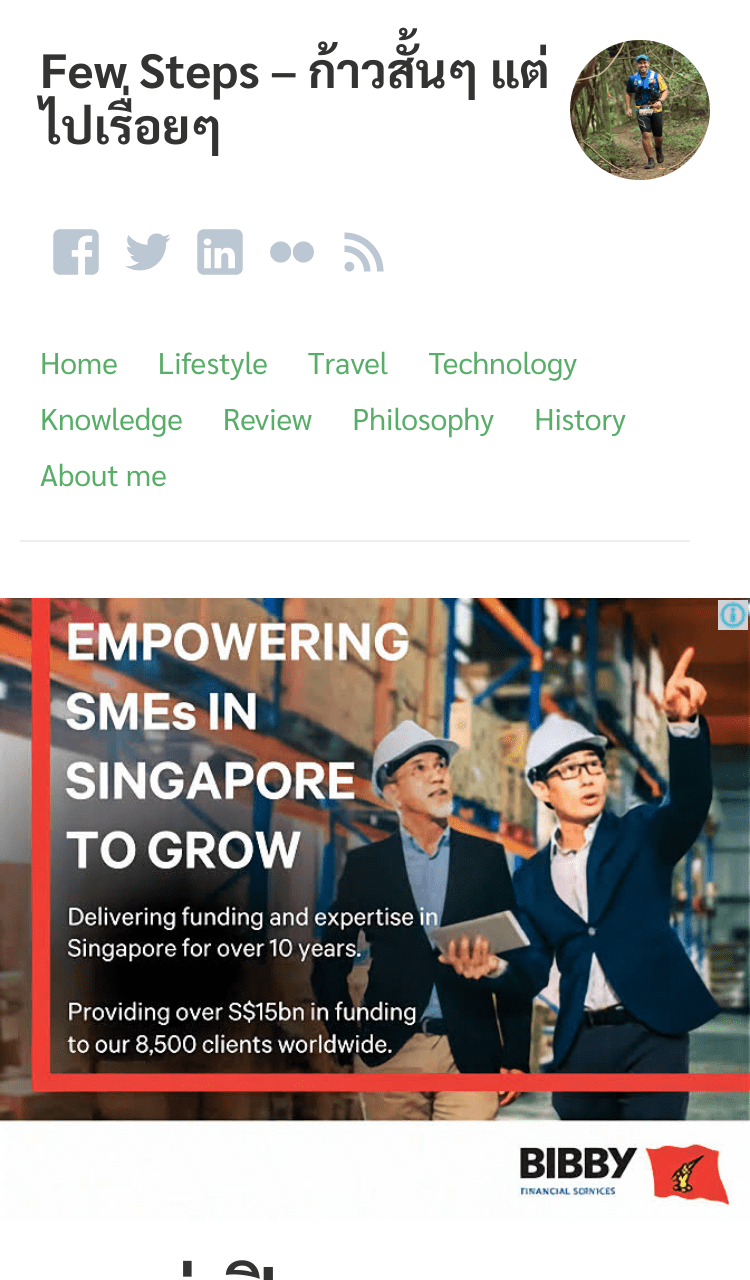 Few Steps – ก้าวสั้นๆ แต่
ไปเรื่อยๆ
Home Lifestyle Travel Technology
Knowledge Review Philosophy History
About me
EMPOWERING
SMEs IN
SINGAPORE
TO GROW
Delivering funding and expertise in
Singapore for over 10 years.
Providing over S$15bn in funding
to our 8,500 clients worldwide.
BIBBY
FINANCIAL SERVICES